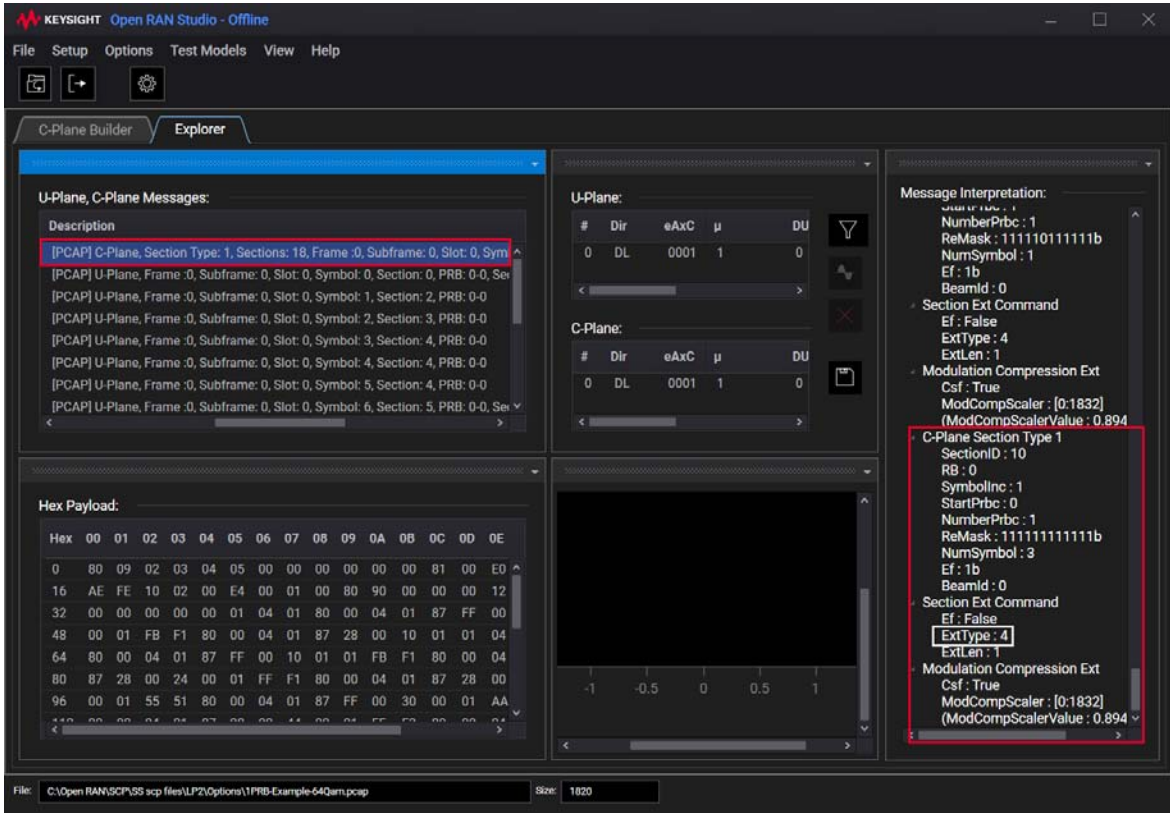 KEYSIGHT Open RAN Studio - Offline
File Setup Options Test Models View Help
C-Plane Builder Explorer
U-Plane, C-Plane Messages:
Description
[PCAP] C-Plane, Section Type: 1, Sections: 18, Frame :0, Subframe: 0, Slot: 0, Sym
[PCAP] U-Plane, Frame :0, Subframe: 0, Slot: 0, Symbol: 0, Section: 0, PRB: 0-0, Se
[PCAP] U-Plane, Frame :0, Subframe: 0, Slot: 0, Symbol: 1, Section: 2, PRB: 0-0
[PCAP] U-Plane, Frame :0, Subframe: 0, Slot: 0, Symbol: 2, Section: 3, PRB: 0-0
[PCAP] U-Plane, Frame :0, Subframe: 0, Slot: 0, Symbol: 3, Section: 4, PRB: 0-0
[PCAP] U-Plane, Frame :0, Subframe: 0, Slot: 0, Symbol: 4, Section: 4, PRB: 0-0
[PCAP] U-Plane, Frame :0, Subframe: 0, Slot: 0, Symbol: 5, Section: 4, PRB: 0-0
[PCAP] U-Plane, Frame :0, Subframe: 0, Slot: 0, Symbol: 6, Section: 5, PRB: 0-0, Se
U-Plane:
# Dir eAxC µ DU
0 DL 0001 1 0
C-Plane:
# Dir eAxC µ DU
0 DL 0001 1 0
Hex Payload:
Hex 00 01 02 03 04 05 06 07 08 09 0A 0B 0C 0D 0E
0 80 09 02 03 04 05 00 00 00 00 00 00 81 00 E0
16 AE FE 10 02 00 E4 00 01 00 80 90 00 00 00 12
32 00 00 00 00 00 01 04 01 80 00 04 01 87 FF 00
48 00 01 FB F1 80 00 04 01 87 28 00 10 01 01 04
64 80 00 04 01 87 FF 00 10 01 01 FB F1 80 00 04
80 87 28 00 24 00 01 FF F1 80 00 04 01 87 28 00
96 00 01 55 51 80 00 04 01 87 FF 00 30 00 01 AA
-1 -0.5 0 0.5 1
Message Interpretation:
StartPrbc : 1
NumberPrbc : 1
ReMask : 111110111111b
NumSymbol : 1
Ef : 1b
BeamId : 0
Section Ext Command
Ef : False
ExtType : 4
ExtLen : 1
Modulation Compression Ext
Csf : True
ModCompScaler : [0:1832]
(ModCompScalerValue : 0.894
C-Plane Section Type 1
SectionID : 10
RB : 0
SymbolInc : 1
StartPrbc : 0
NumberPrbc : 1
ReMask : 111111111111b
NumSymbol : 3
Ef : 1b
BeamId : 0
Section Ext Command
Ef : False
ExtType : 4
ExtLen : 1
Modulation Compression Ext
Csf : True
ModCompScaler : [0:1832]
(ModCompScalerValue : 0.894
File: C:\Open RAN\SCP\SS scp files\LP2\Options\1PRB-Example-64Qam.pcap Size: 1820